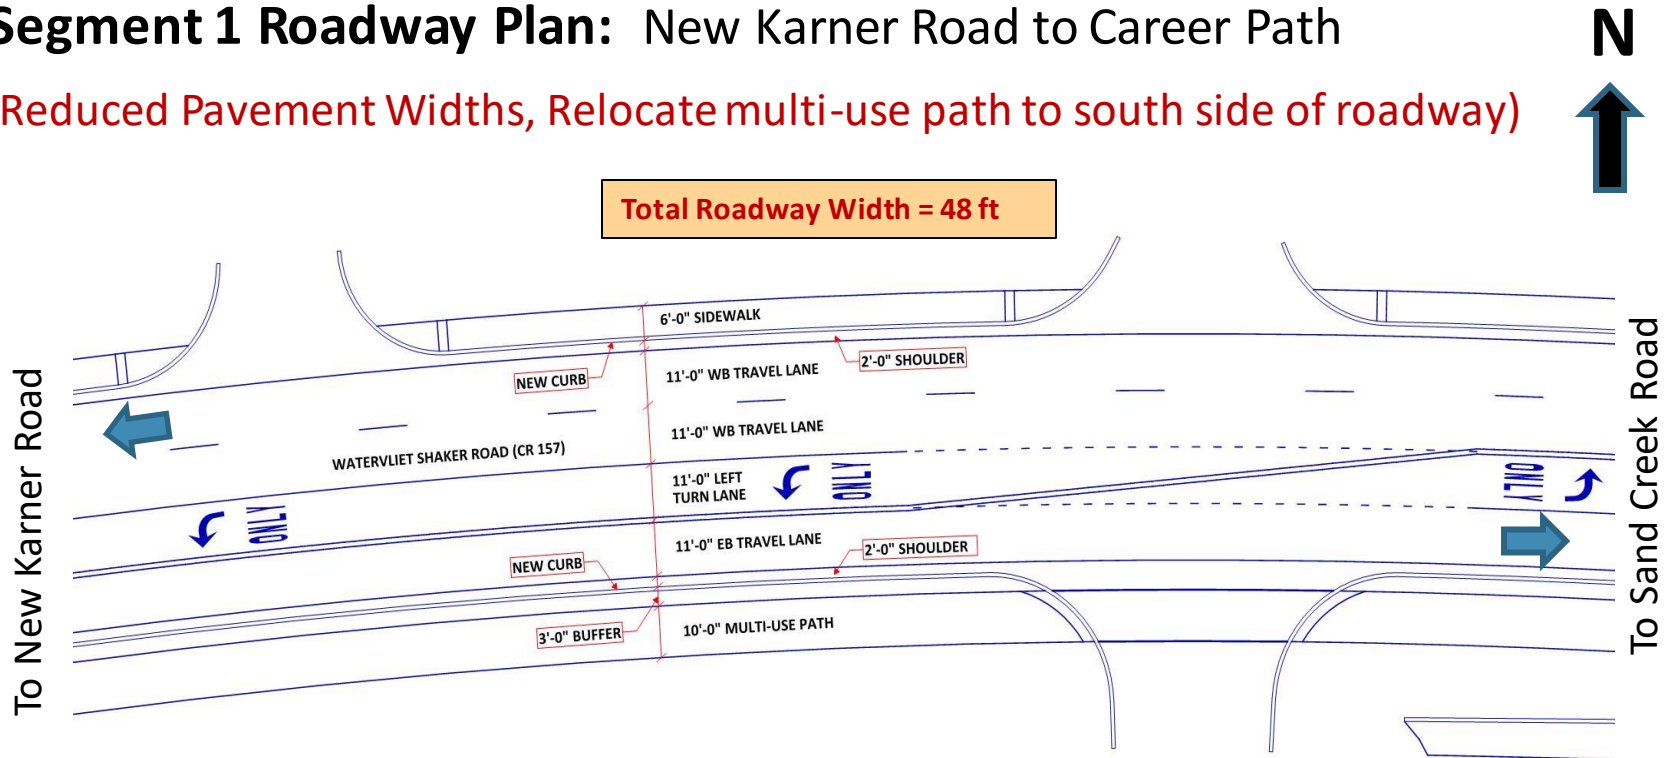 Segment 1 Roadway Plan: New Karner Road to Career Path
N
Reduced Pavement Widths, Relocate multi-use path to south side of roadway)
Total Roadway Width = 48 ft
6'-0" SIDEWALK
2'-0" SHOULDER
NEW CURB
11'-0" WB TRAVEL LANE
11'-0" WB TRAVEL LANE
WATERVLIET SHAKER ROAD (CR 157)
11'-0" LEFT
TURN LANE
ONLY
ONLY
ONLY
11'-0" EB TRAVEL LANE
2'-0" SHOULDER
NEW CURB
3'-0" BUFFER
10'-0" MULTI-USE PATH
To New Karner Road
To Sand Creek Road